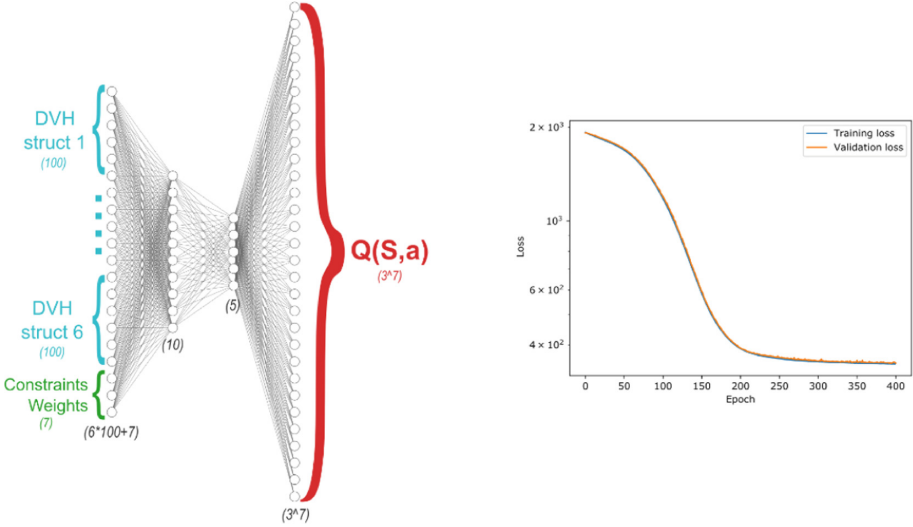 DVH
struct 1
(100)
DVH
struct 6
(100)
Constraints
Weights
(7)
(6*100+7)
(10)
(5)
(3^7)
Q(S,a)
(3^7)
2 × 10³
10³
6 × 10²
4 × 10²
Loss
Training loss
Validation loss
0 50 100 150 200 250 300 350 400
Epoch